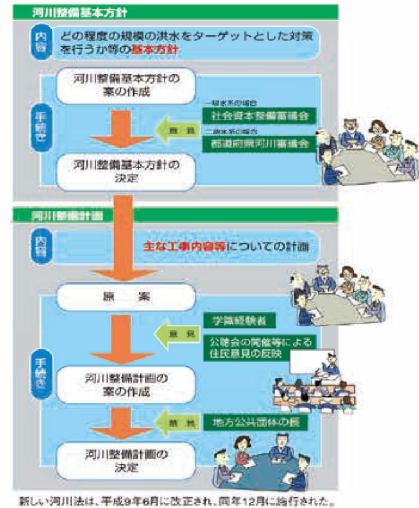 河川整備基本方針
内容
どの程度の規模の洪水をターゲットとした対策
を行うか等の基本方針
手続き
河川整備基本方針の
案の作成
一級水系の場合
社会資本整備審議会
意見
二級水系の場合
都道府県河川審議会
河川整備基本方針の
決定
河川整備計画
内容
主な工事内容等についての計画
手続き
原案
意見
学識経験者
公聴会の開催等による
住民意見の反映
河川整備計画の
案の作成
意見
地方公共団体の長
河川整備計画の
決定
新しい河川法は、平成9年6月に改正され、同年12月に施行された。